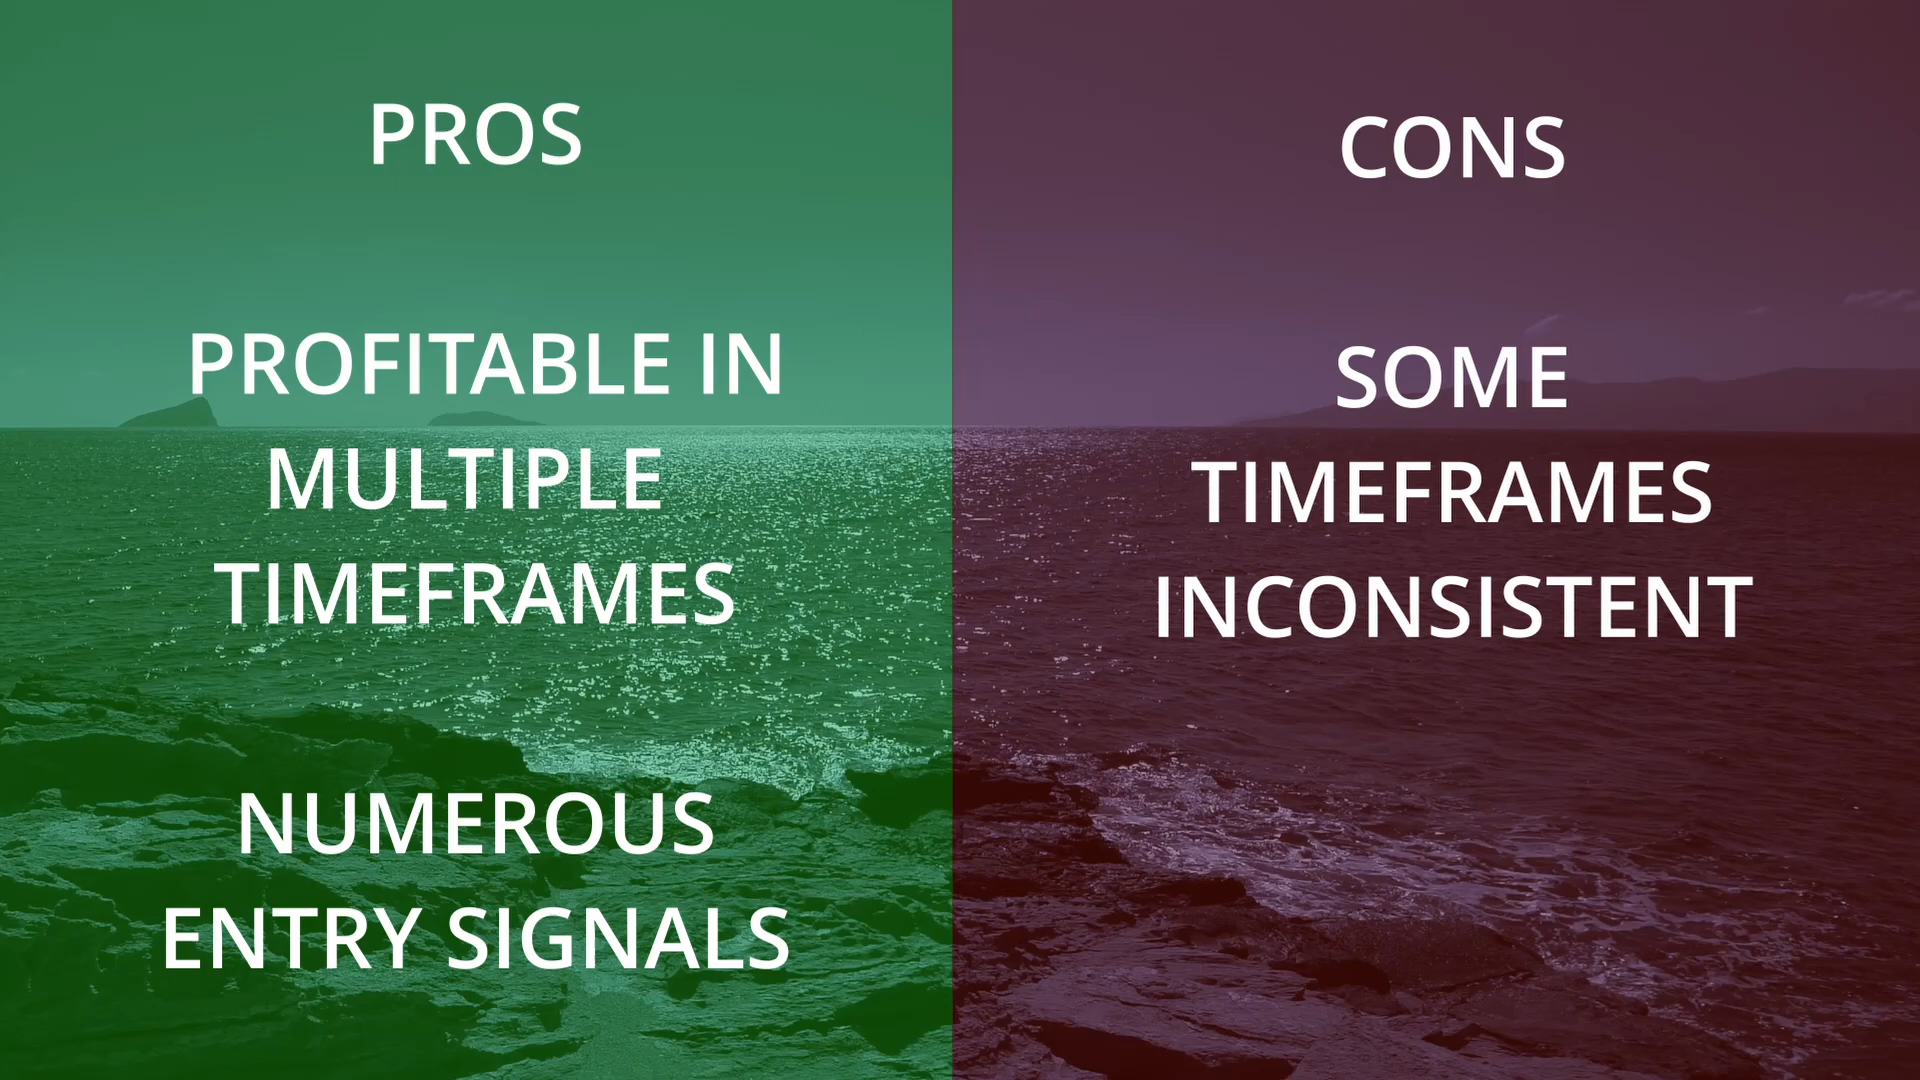 PROS
PROFITABLE IN
MULTIPLE
TIMEFRAMES
NUMEROUS
ENTRY SIGNALS
CONS
SOME
TIMEFRAMES
INCONSISTENT